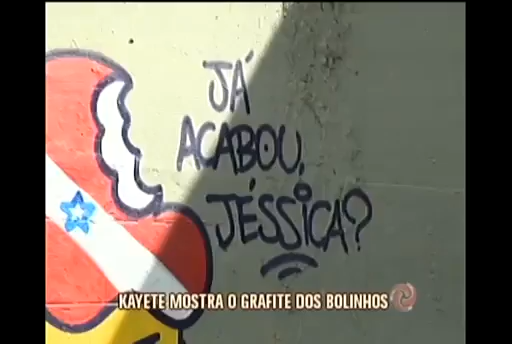 JÁ
ACABOU,
JÉSSICA?
KAYETE MOSTRA O GRAFITE DOS BOLINHOS